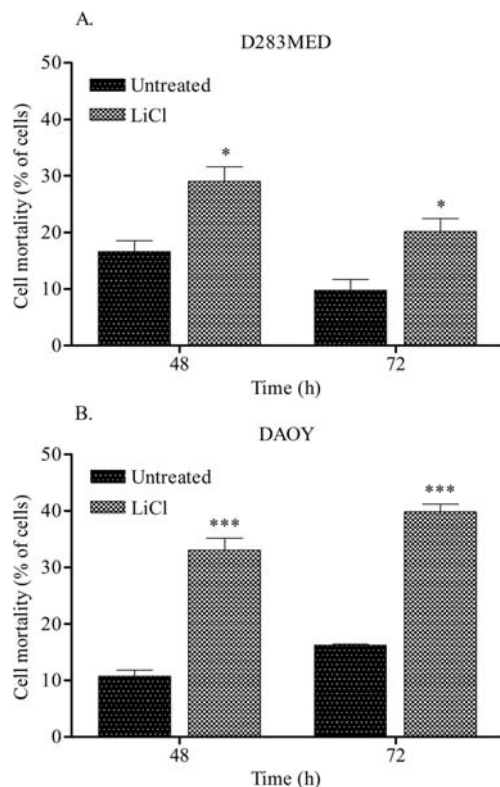 A.
D283MED
Cell mortality (% of cells)
50
40
30
20
10
0
Untreated
LiCl
*
*
48
72
Time (h)
B.
DAOY
Cell mortality (% of cells)
50
40
30
20
10
0
Untreated
LiCl
***
***
48
72
Time (h)